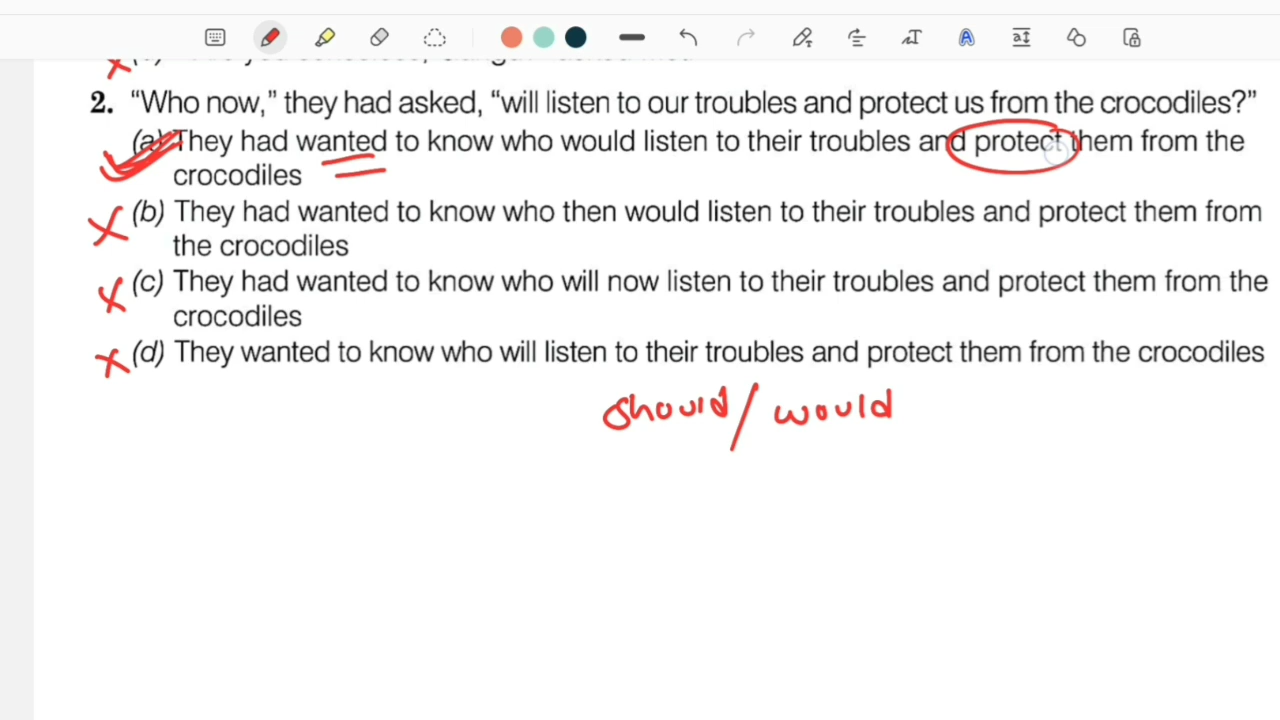 2. “Who now,” they had asked, “will listen to our troubles and protect us from the crocodiles?”
(a) They had wanted to know who would listen to their troubles and protect them from the
crocodiles
(b) They had wanted to know who then would listen to their troubles and protect them from
the crocodiles
(c) They had wanted to know who will now listen to their troubles and protect them from the
crocodiles
(d) They wanted to know who will listen to their troubles and protect them from the crocodiles
should / would